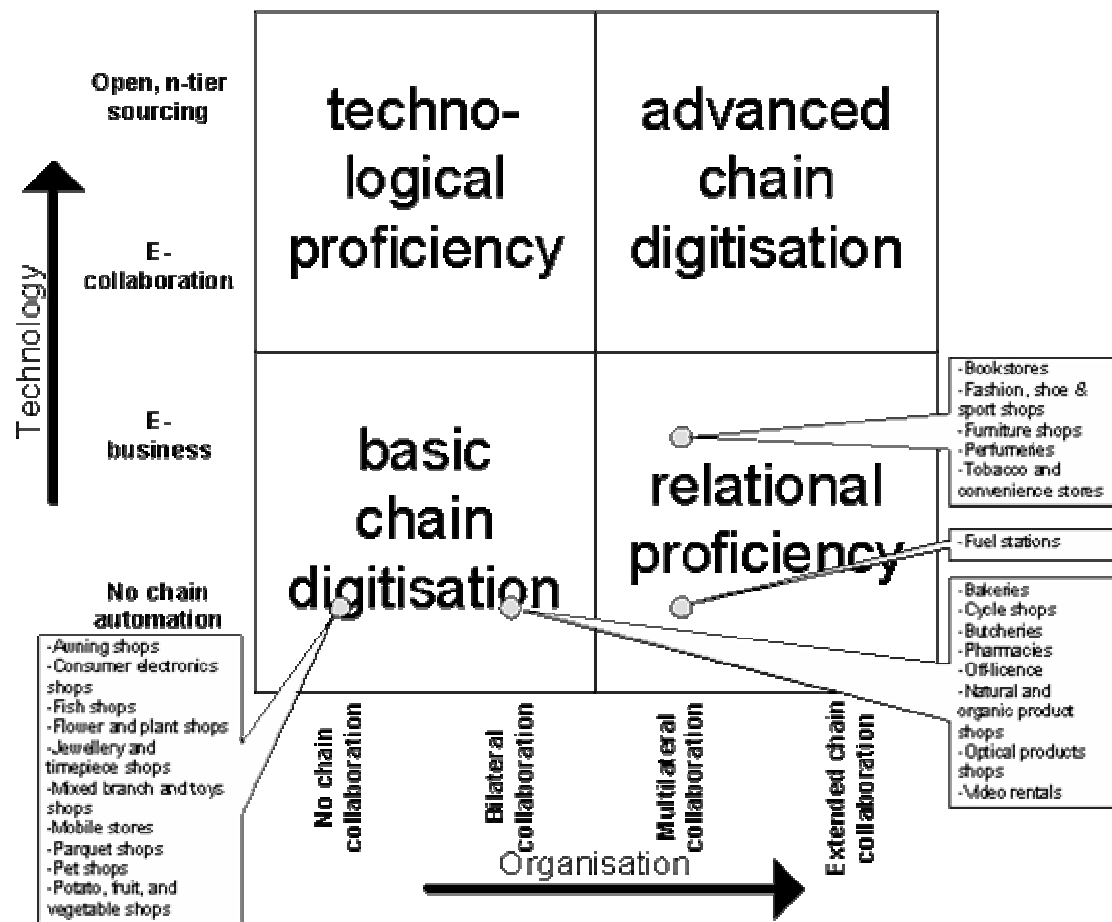 Open, n-tier
sourcing
techno-
logical
proficiency
advanced
chain
digitisation
E-
collaboration
Technology
E-
business
basic
chain
digitisation
relational
proficiency
-Bookstores
-Fashion, shoe &
sport shops
-Furniture shops
-Perfumeries
-Tobacco and
convenience stores
-Fuel stations
-Bakeries
-Cycle shops
-Butcheries
-Pharmacies
-Off-licence
-Natural and
organic product
shops
-Optical products
shops
-Video rentals
No chain
automation
-Awning shops
-Consumer electronics
shops
-Fish shops
-Flower and plant shops
-Jewellery and
timepiece shops
-Mixed branch and toys
shops
-Mobile stores
-Parquet shops
-Pet shops
-Potato, fruit, and
vegetable shops
No chain
collaboration
Bilateral
collaboration
Multilateral
collaboration
Extended chain
collaboration
Organisation